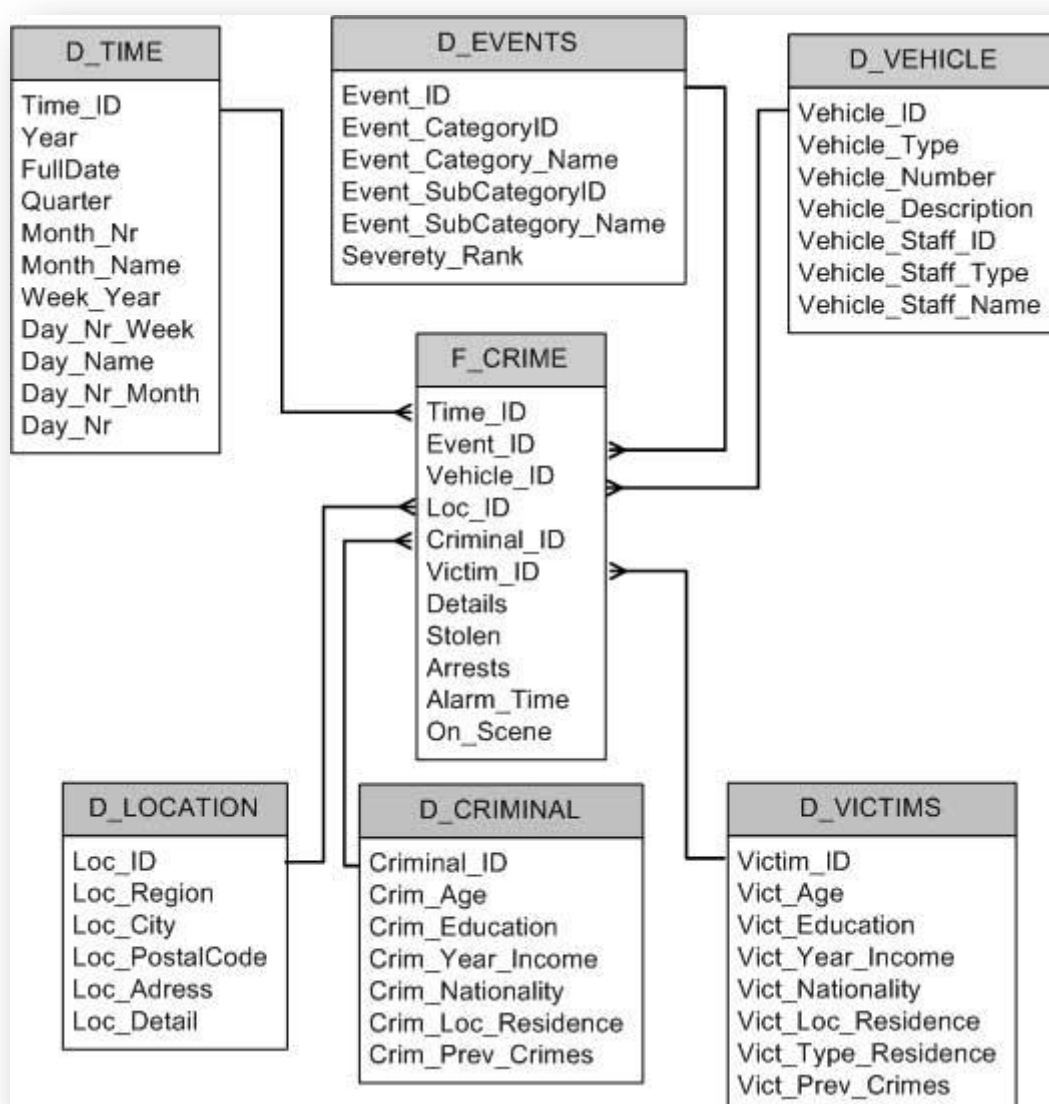 D_TIME
Time_ID
Year
FullDate
Quarter
Month_Nr
Month_Name
Week_Year
Day_Nr_Week
Day_Name
Day_Nr_Month
Day_Nr
D_EVENTS
Event_ID
Event_CategoryID
Event_Category_Name
Event_SubCategoryID
Event_SubCategory_Name
Severety_Rank
D_VEHICLE
Vehicle_ID
Vehicle_Type
Vehicle_Number
Vehicle_Description
Vehicle_Staff_ID
Vehicle_Staff_Type
Vehicle_Staff_Name
F_CRIME
Time_ID
Event_ID
Vehicle_ID
Loc_ID
Criminal_ID
Victim_ID
Details
Stolen
Arrests
Alarm_Time
On_Scene
D_LOCATION
Loc_ID
Loc_Region
Loc_City
Loc_PostalCode
Loc_Adress
Loc_Detail
D_CRIMINAL
Criminal_ID
Crim_Age
Crim_Education
Crim_Year_Income
Crim_Nationality
Crim_Loc_Residence
Crim_Prev_Crimes
D_VICTIMS
Victim_ID
Vict_Age
Vict_Education
Vict_Year_Income
Vict_Nationality
Vict_Loc_Residence
Vict_Type_Residence
Vict_Prev_Crimes